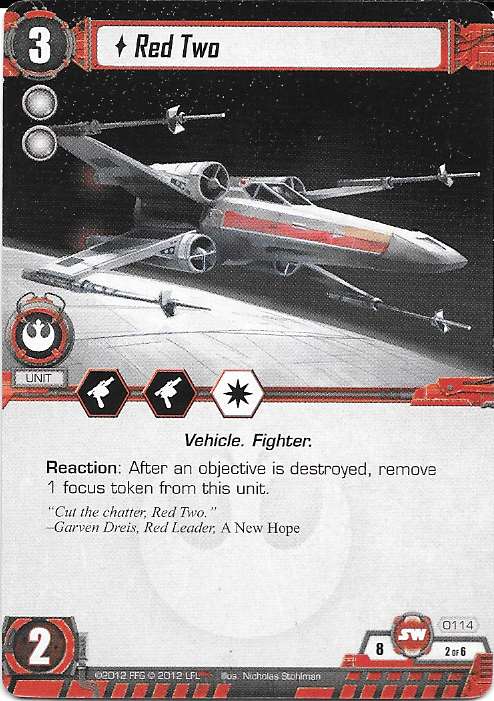 3
Red Two
UNIT
Vehicle. Fighter.
Reaction: After an objective is destroyed, remove
1 focus token from this unit.
“Cut the chatter, Red Two.”
–Garven Dreis, Red Leader, A New Hope
2
8
SW
0114
2 OF 6
©2012 FFG © 2012 LFL Illus. Nicholas Stohlman